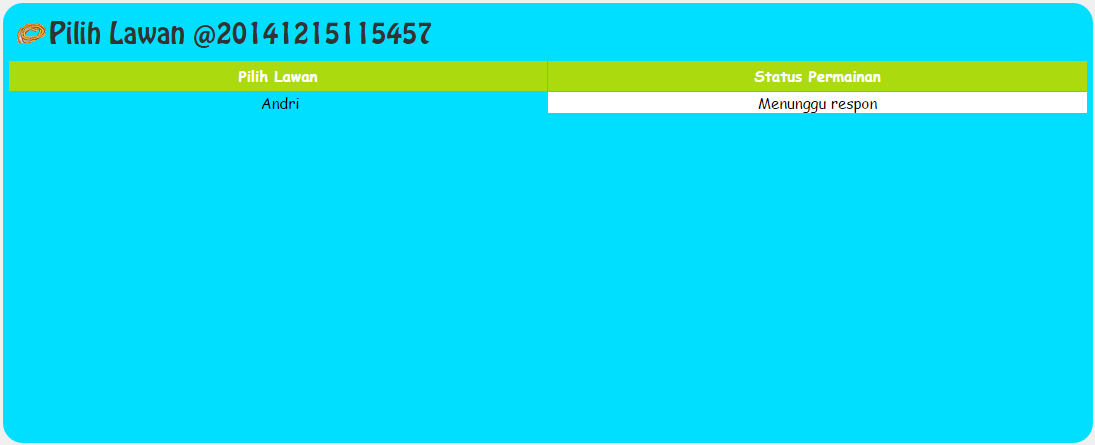 Pilih Lawan @20141215115457
Pilih Lawan Status Permainan
Andri Menunggu respon